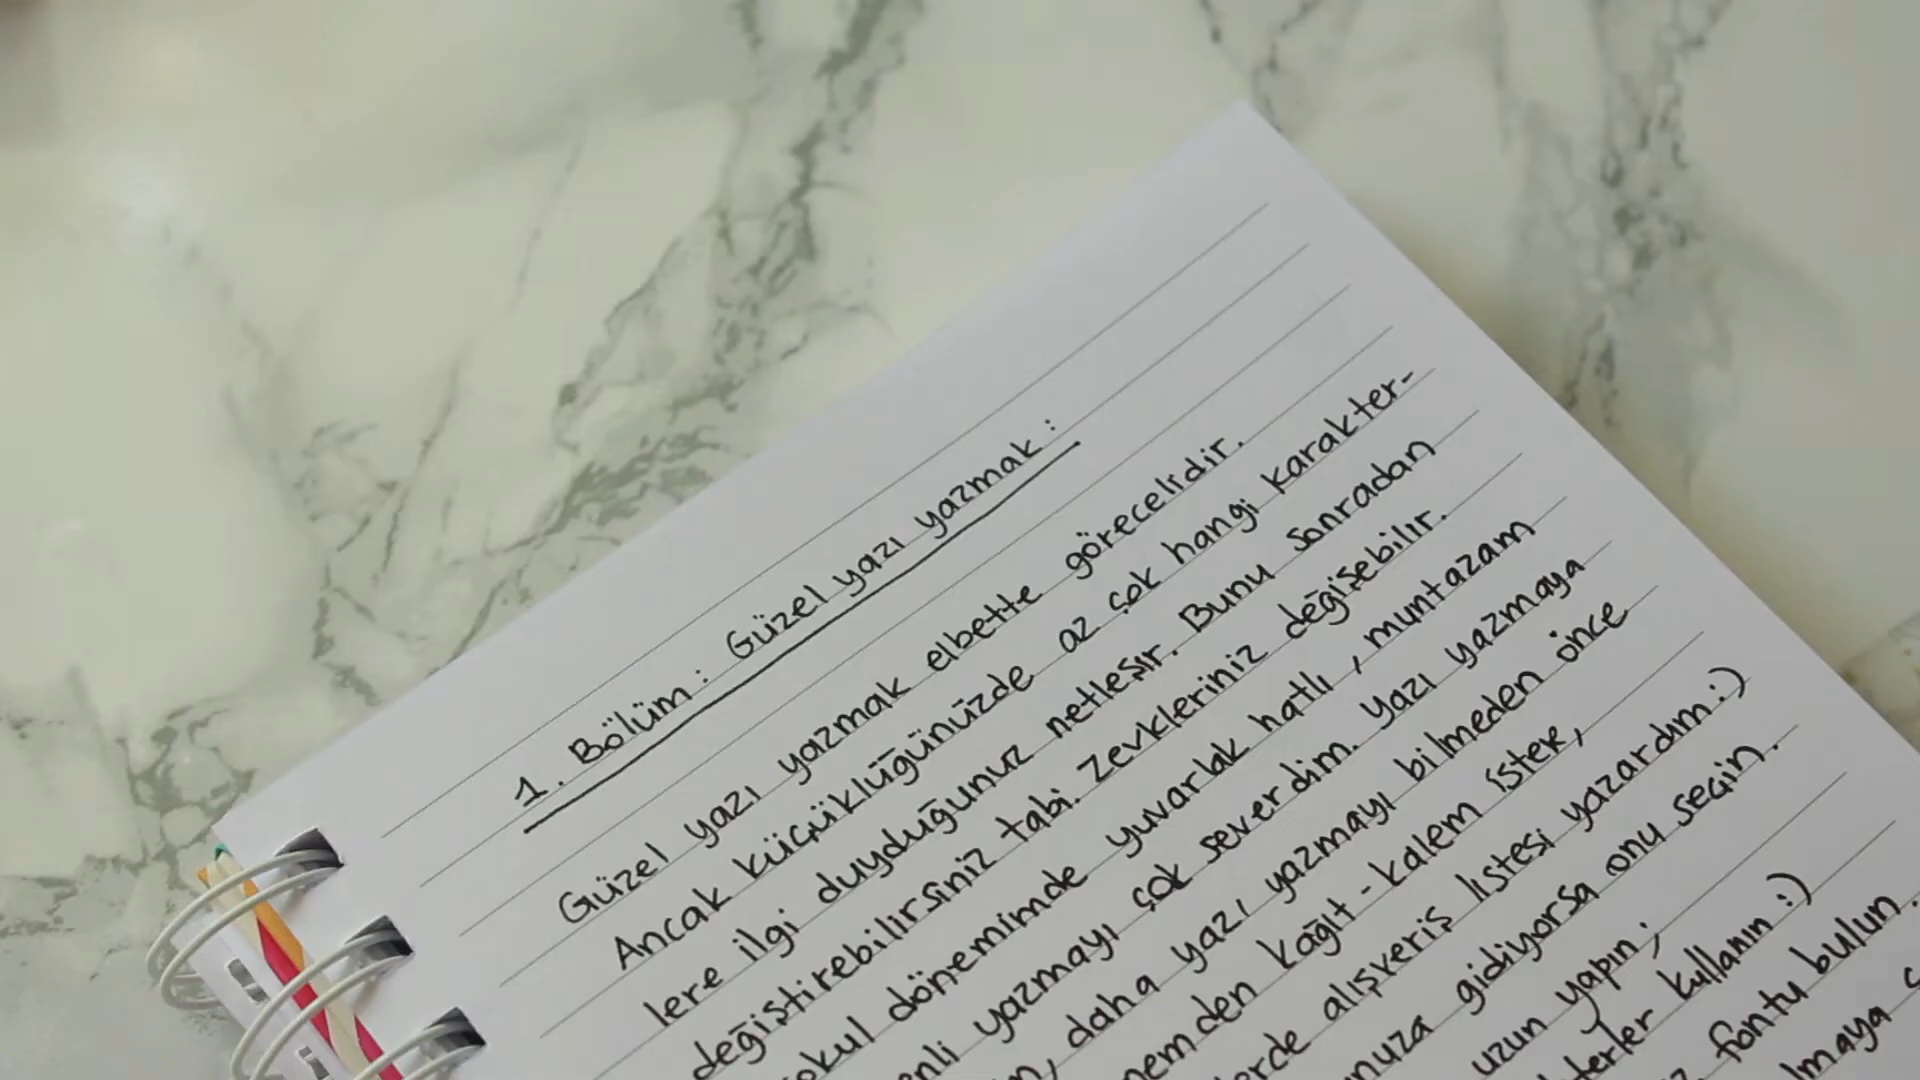 1. Bölüm: Güzel yazı yazmak:
Güzel yazı yazmak elbette görecelidir.
Ancak küçüklüğünüzde az çok hangi karakter-
lere ilgi duyduğunuz netleşir. Bunu sonradan
değiştirebilirsiniz tabi. Zevkleriniz değişebilir.
okul dönemimde yuvarlak hatlı, muntazam
yazmayı çok severdim. Yazı yazmaya
daha yazı yazmayı bilmeden önce
kağıt-kalem ister,
alışveriş listesi yazardım:)
gidiyorsa onu seçin.
uzun yapın;
kullanın :)
fontu bulun.